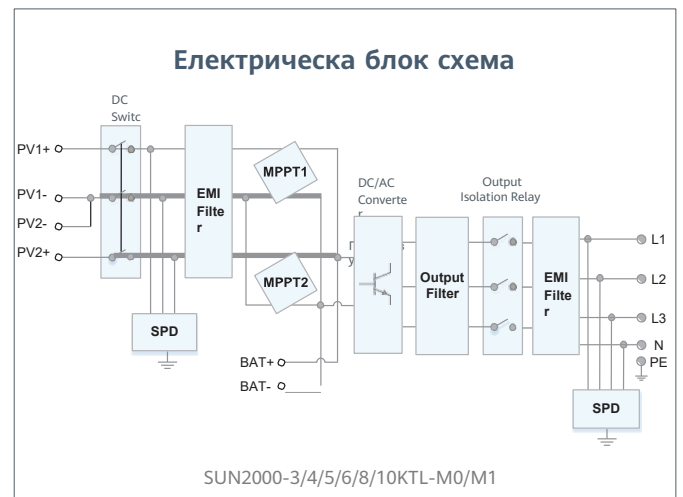 Електрическа блок схема
DC
Switc
PV1+
PV1-
PV2-
PV2+
EMI
Filte
r
MPPT1
MPPT2
SPD
BAT+
BAT-
DC/AC
Converte
r
Output
Filter
Output
Isolation Relay
EMI
Filte
r
L1
L2
L3
N
PE
SPD
SUN2000-3/4/5/6/8/10KTL-M0/M1